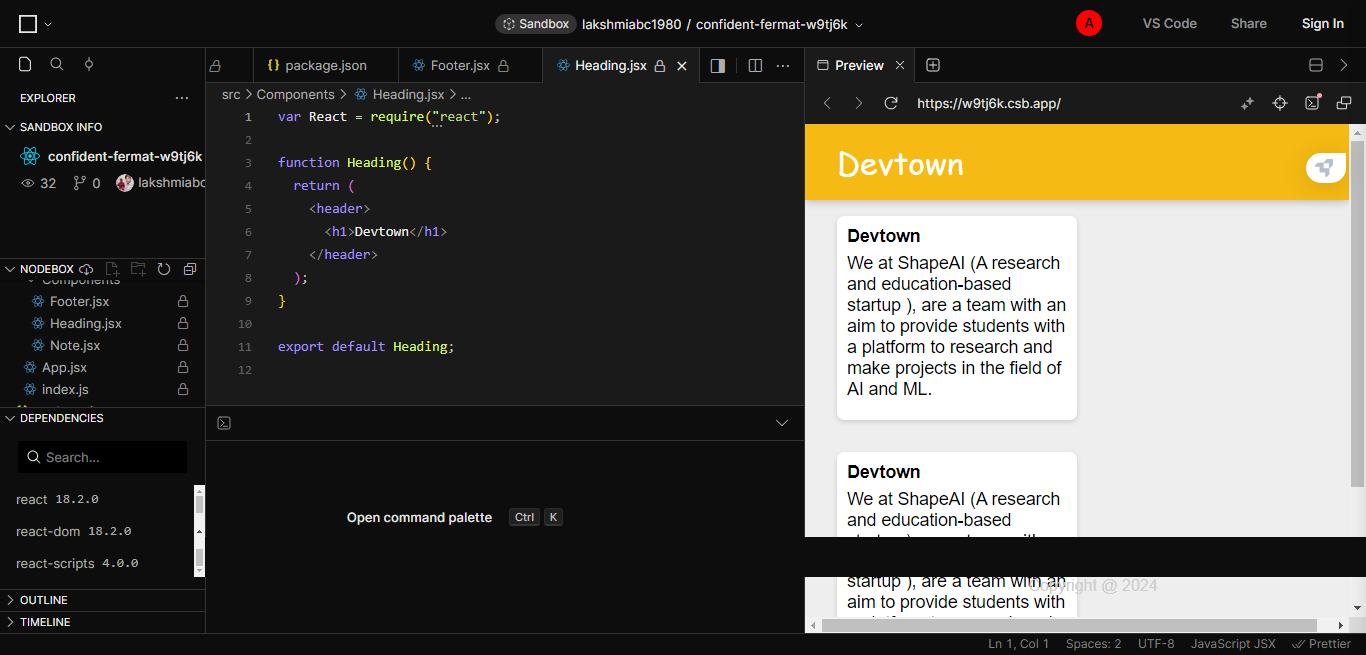 Sandbox lakshmiabc1980 / confident-fermat-w9tj6k
A
VS Code
Share
Sign In
EXPLORER
SANDBOX INFO
confident-fermat-w9tj6k
32
0
lakshmiabc
NODEBOX
Components
Footer.jsx
Heading.jsx
Note.jsx
App.jsx
index.js
DEPENDENCIES
Search...
react 18.2.0
react-dom 18.2.0
react-scripts 4.0.0
OUTLINE
TIMELINE
{} package.json
Footer.jsx
Heading.jsx
src > Components > Heading.jsx > ...
1 var React = require("react");
2
3 function Heading() {
4 return (
5 <header>
6 <h1>Devtown</h1>
7 </header>
8 );
9 }
10
11 export default Heading;
12
Open command palette Ctrl K
Preview
https://w9tj6k.csb.app/
Devtown
Devtown
We at ShapeAI (A research
and education-based
startup ), are a team with an
aim to provide students with
a platform to research and
make projects in the field of
AI and ML.
Devtown
We at ShapeAI (A research
and education-based
startup ), are a team with an
Copyright @ 2024
aim to provide students with
Ln 1, Col 1
Spaces: 2
UTF-8
JavaScript JSX
Prettier